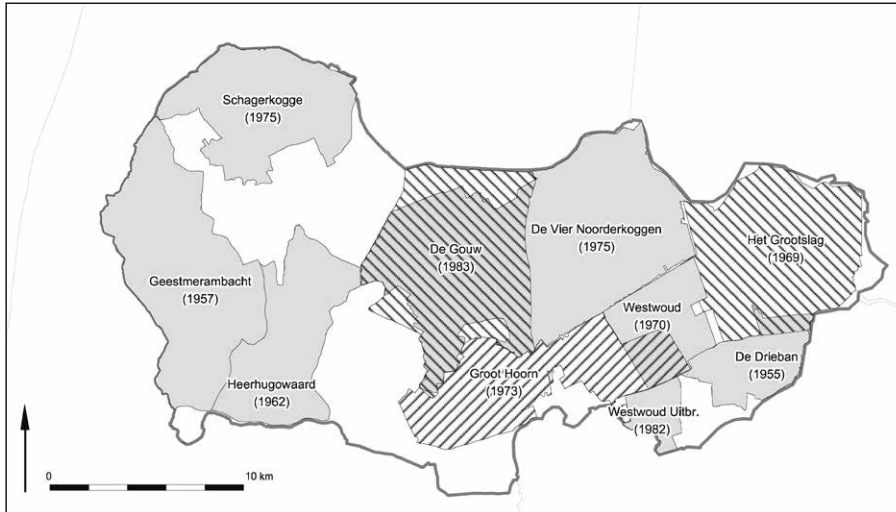 Schagerkogge
(1975)
De Gouw
(1983)
De Vier Noorderkoggen
(1975)
Het Grootslag
(1969)
Geestmerambacht
(1957)
Westwoud
(1970)
De Drieban
(1955)
Heerhugowaard
(1962)
Groot Hoorn
(1973)
Westwoud Uitbr.
(1982)
0
10 km